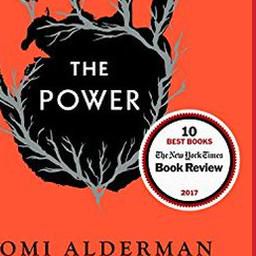 THE
POWER
10
BEST BOOKS
The New York Times
Book Review
2017
OMI ALDERMAN